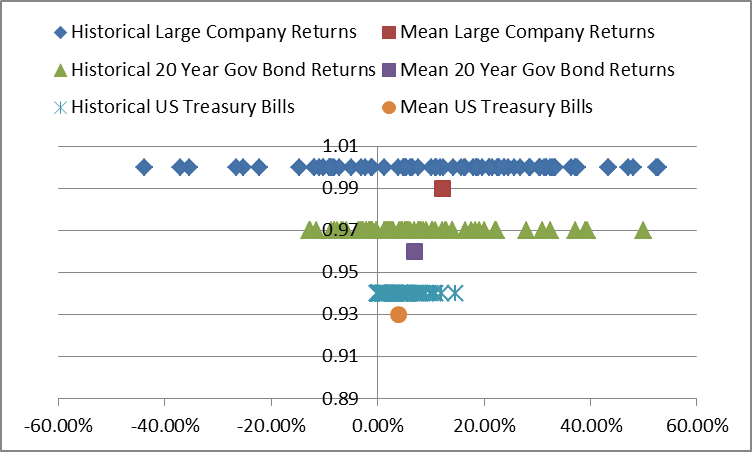 Historical Large Company Returns Mean Large Company Returns
Historical 20 Year Gov Bond Returns Mean 20 Year Gov Bond Returns
Historical US Treasury Bills Mean US Treasury Bills
1.01
0.99
0.97
0.95
0.93
0.91
0.89
-60.00% -40.00% -20.00% 0.00% 20.00% 40.00% 60.00%